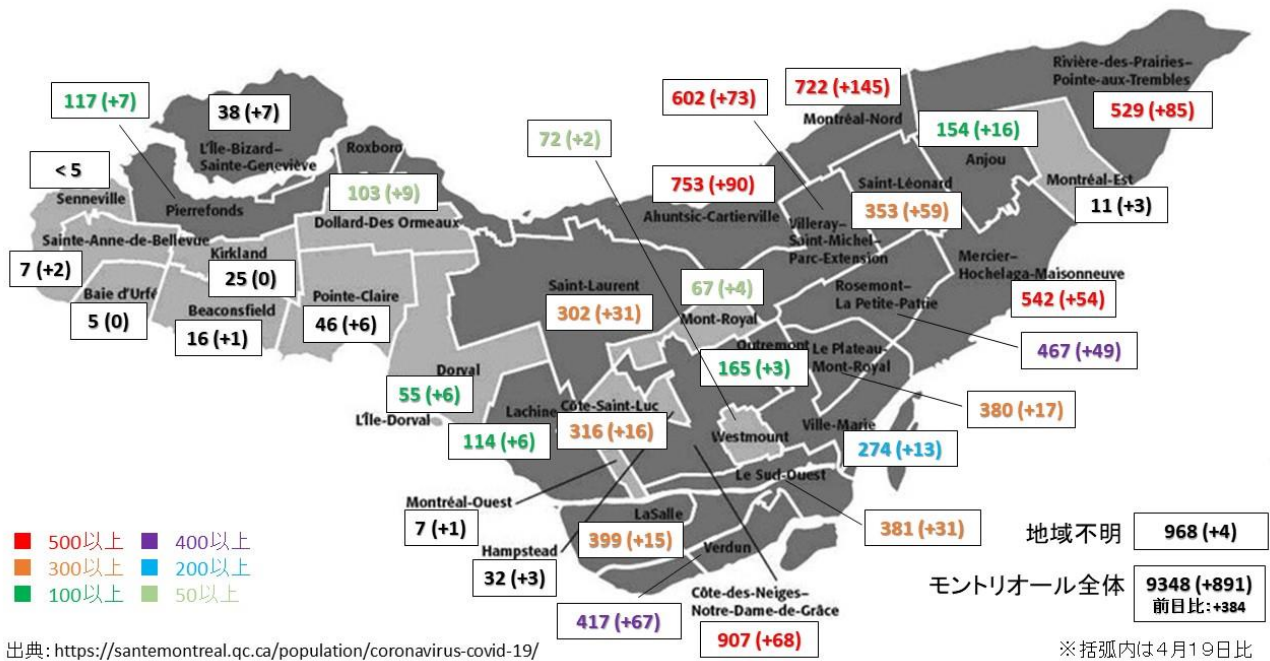 117 (+7)
38 (+7)
L'Île-Bizard–
Sainte-Geneviève
Roxboro
< 5
Senneville
Pierrefonds
103 (+9)
Dollard-Des Ormeaux
Sainte-Anne-de-Bellevue
7 (+2)
Kirkland
25 (0)
Baie d'Urfé
5 (0)
Beaconsfield
16 (+1)
Pointe-Claire
46 (+6)
Dorval
55 (+6)
L'Île-Dorval
Lachine
114 (+6)
Côte-Saint-Luc
316 (+16)
Saint-Laurent
302 (+31)
72 (+2)
602 (+73)
722 (+145)
Montréal-Nord
Rivière-des-Prairies–
Pointe-aux-Trembles
529 (+85)
154 (+16)
Anjou
Montréal-Est
11 (+3)
753 (+90)
Ahuntsic-Cartierville
Saint-Léonard
353 (+59)
Villeray–
Saint-Michel–
Parc-Extension
Mercier–
Hochelaga-Maisonneuve
542 (+54)
67 (+4)
Mont-Royal
Rosemont–
La Petite-Patrie
467 (+49)
Outremont
165 (+3)
Le Plateau-
Mont-Royal
380 (+17)
Westmount
Ville-Marie
274 (+13)
Le Sud-Ouest
381 (+31)
Montréal-Ouest
7 (+1)
Hampstead
32 (+3)
LaSalle
399 (+15)
Verdun
417 (+67)
Côte-des-Neiges–
Notre-Dame-de-Grâce
907 (+68)
500以上 400以上
300以上 200以上
100以上 50以上
地域不明 968 (+4)
モントリオール全体 9348 (+891)
前日比:+384
出典: https://santemontreal.qc.ca/population/coronavirus-covid-19/
※括弧内は4月19日比